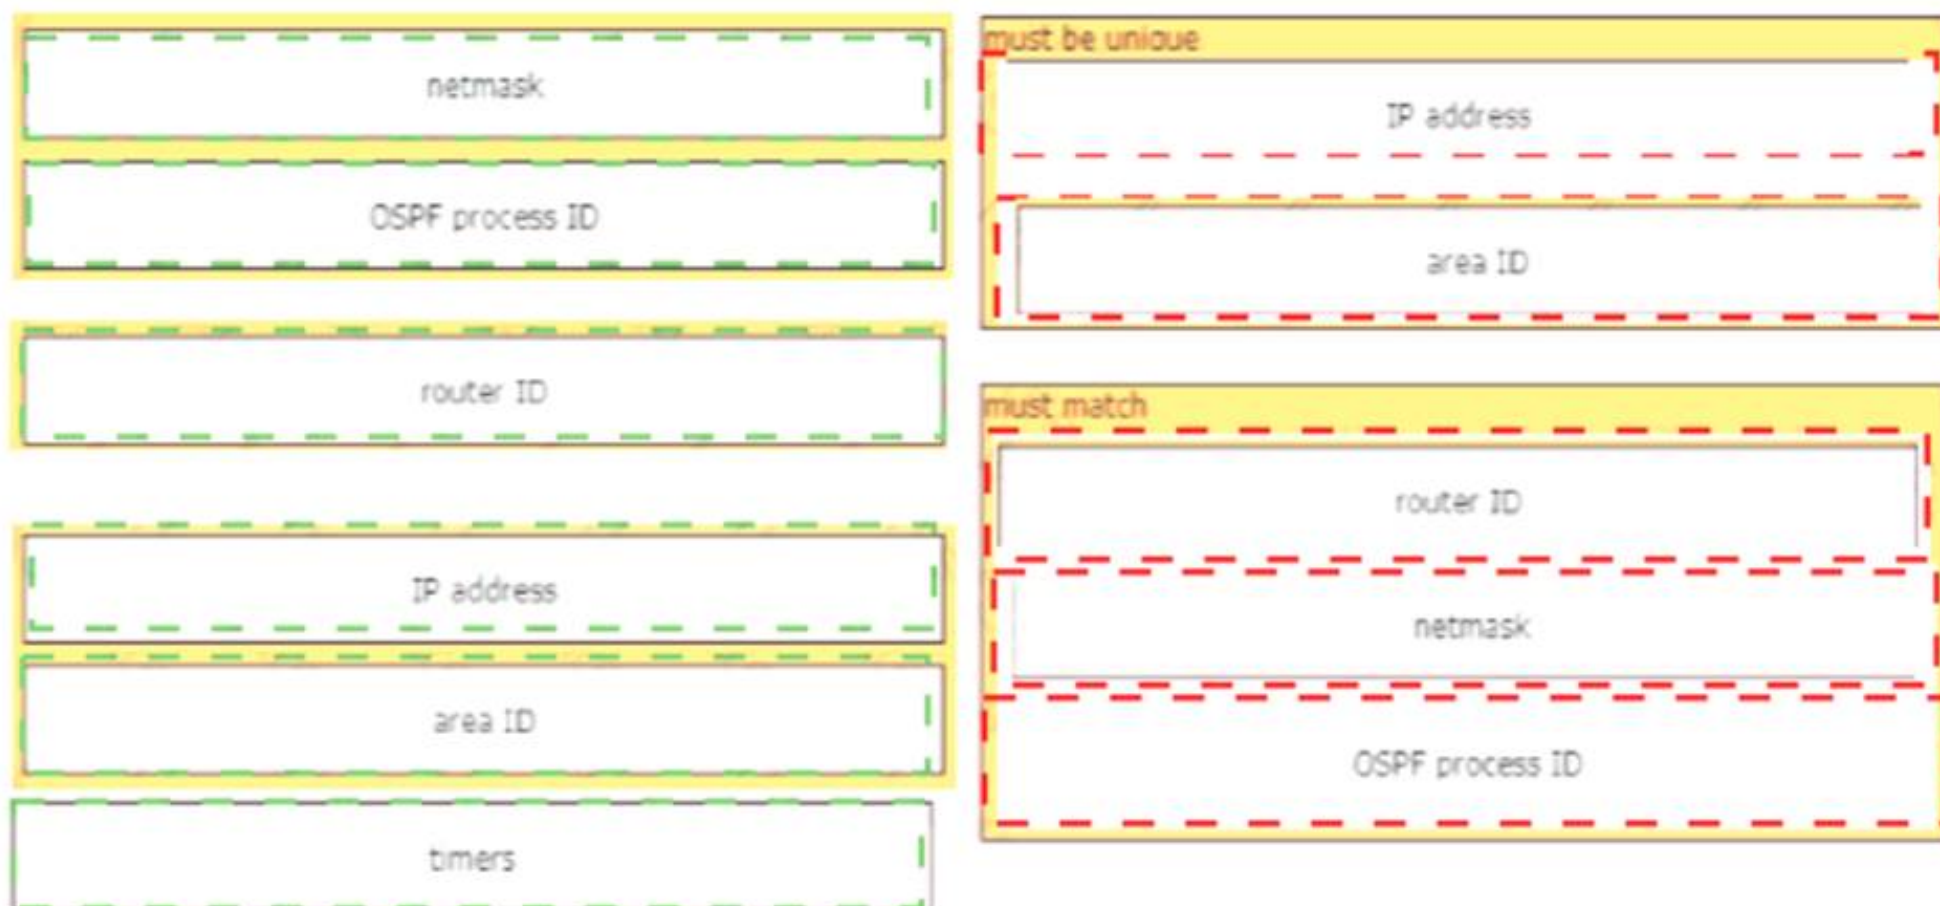 netmask
OSPF process ID
router ID
IP address
area ID
timers
must be unique
IP address
area ID
must match
router ID
netmask
OSPF process ID